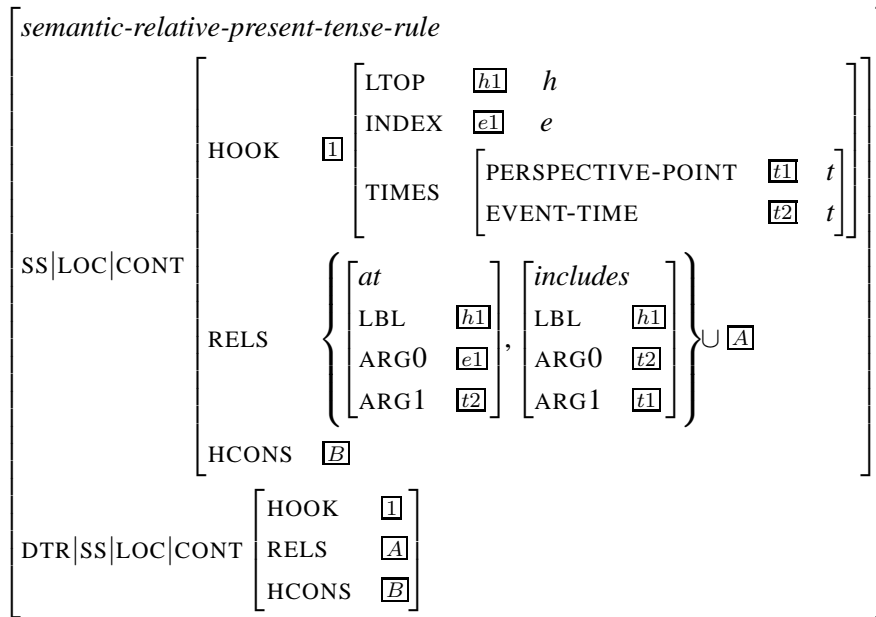 semantic-relative-present-tense-rule
LTOP h1 h
INDEX e1 e
HOOK 1
TIMES PERSPECTIVE-POINT t1 t
EVENT-TIME t2 t
SS|LOC|CONT
at includes
LBL h1 LBL h1
RELS { ARG0 e1 , ARG0 t2 } ∪ A
ARG1 t2 ARG1 t1
HCONS B
HOOK 1
DTR|SS|LOC|CONT RELS A
HCONS B